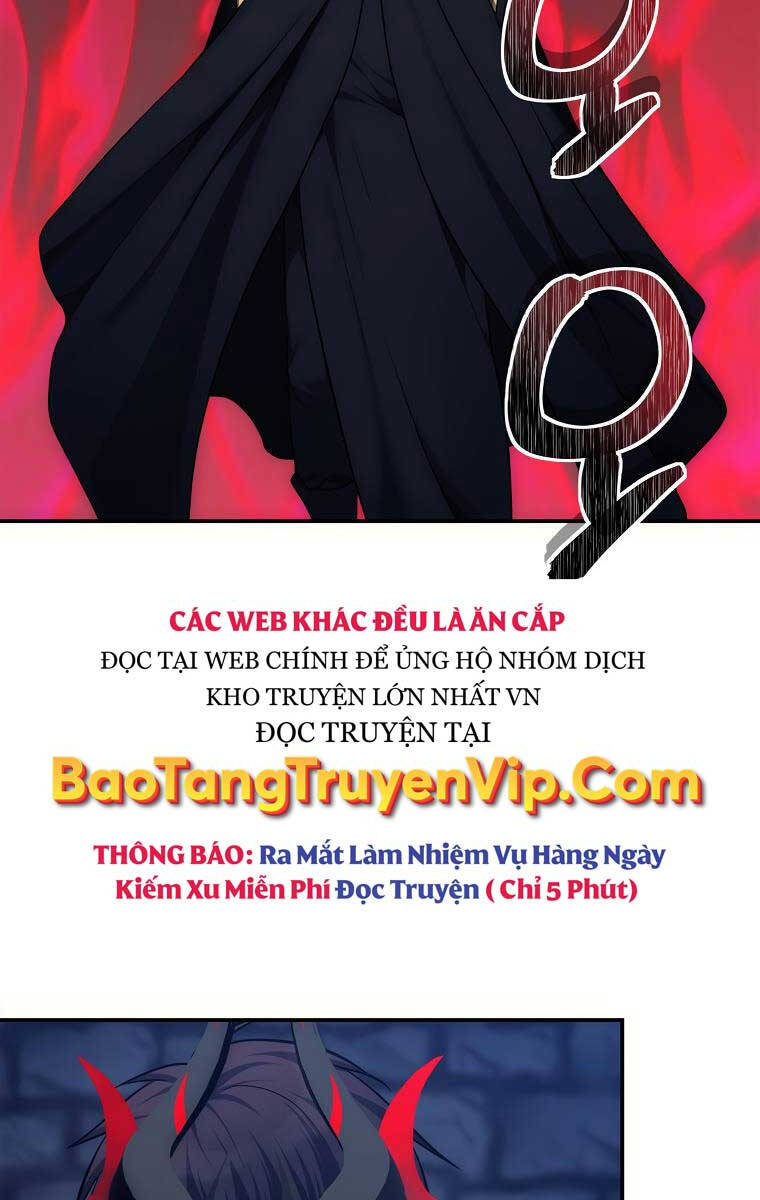 오
오
CÁC WEB KHÁC ĐỀU LÀ ĂN CẮP
ĐỌC TẠI WEB CHÍNH ĐỂ ỦNG HỘ NHÓM DỊCH
KHO TRUYỆN LỚN NHẤT VN
ĐỌC TRUYỆN TẠI
BaoTangTruyenVip.Com
THÔNG BÁO: Ra Mắt Làm Nhiệm Vụ Hàng Ngày
Kiếm Xu Miễn Phí Đọc Truyện ( Chỉ 5 Phút)